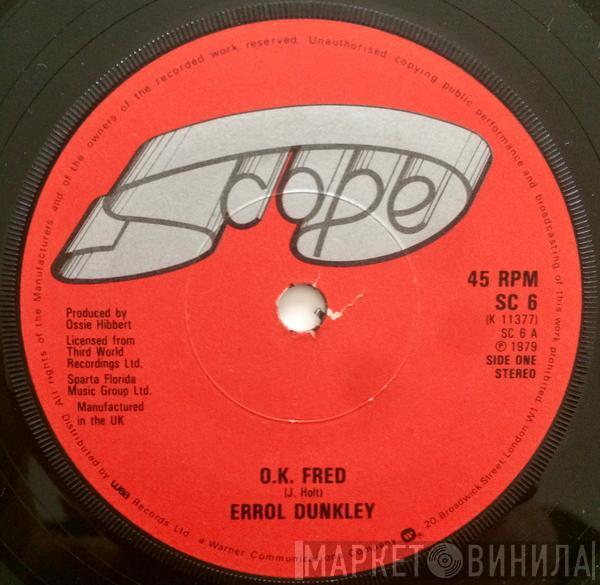 All rights of the Manufacturers and of the owners of the recorded work reserved. Unauthorised copying public performance and broadcasting of this work prohibited.
Scope
45 RPM
SC 6
(K 11377)
SC 6 A
℗ 1979
SIDE ONE
STEREO
Produced by
Ossie Hibbert
Licensed from
Third World
Recordings Ltd.
Sparta Florida
Music Group Ltd.
Manufactured
in the UK
O.K. FRED
(J. Holt)
ERROL DUNKLEY
Distributed by wea Records Ltd. a Warner Communications Company. 20. Broadwick Street. London W1
МАРКЕТ ВИНИЛА